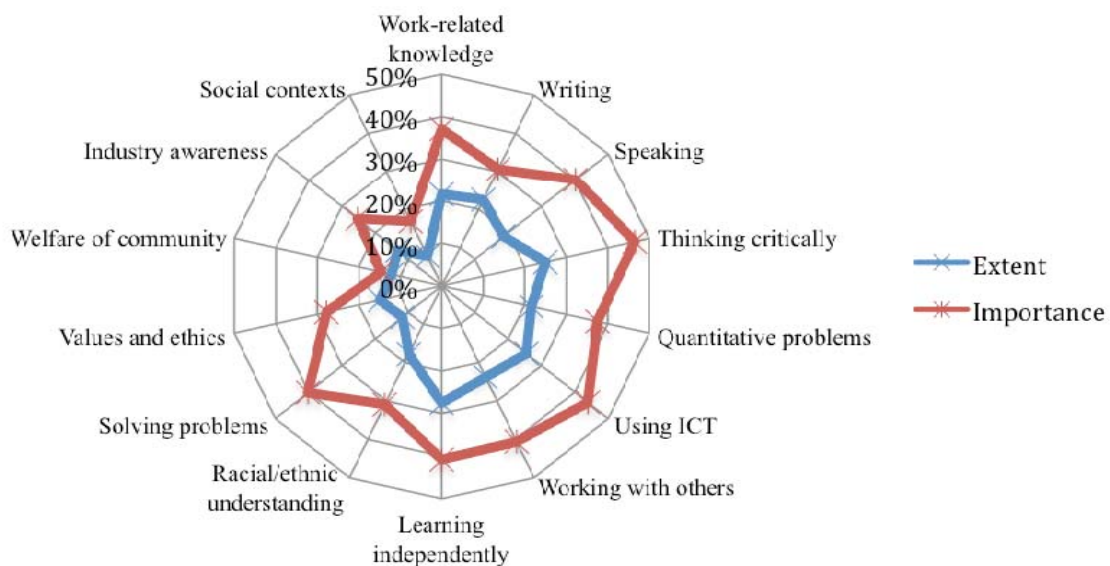 Work-related
knowledge
50%
Social contexts
Writing
40%
Industry awareness
30%
Speaking
20%
Welfare of community
10%
Thinking critically
0%
Extent
Importance
Values and ethics
Quantitative problems
Solving problems
Using ICT
Racial/ethnic
understanding
Working with others
Learning
independently